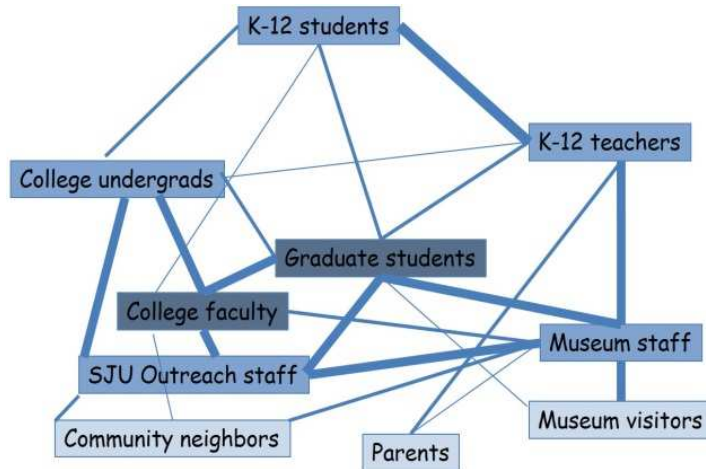 K-12 students
K-12 teachers
College undergrads
Graduate students
College faculty
Museum staff
SJU Outreach staff
Museum visitors
Community neighbors
Parents